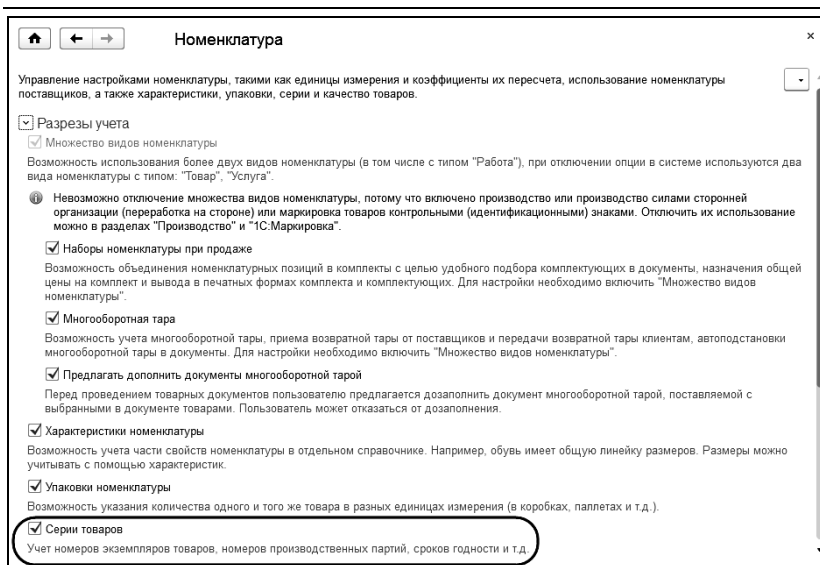 Номенклатура
Управление настройками номенклатуры, такими как единицы измерения и коэффициенты их пересчета, использование номенклатуры
поставщиков, а также характеристики, упаковки, серии и качество товаров.
Разрезы учета
Множество видов номенклатуры
Возможность использования более двух видов номенклатуры (в том числе с типом "Работа"), при отключении опции в системе используются два
вида номенклатуры с типом: "Товар", "Услуга".
Невозможно отключение множества видов номенклатуры, потому что включено производство или производство силами сторонней
организации (переработка на стороне) или маркировка товаров контрольными (идентификационными) знаками. Отключить их использование
можно в разделах "Производство" и "1С:Маркировка".
Наборы номенклатуры при продаже
Возможность объединения номенклатурных позиций в комплекты с целью удобного подбора комплектующих в документы, назначения общей
цены на комплект и вывода в печатных формах комплекта и комплектующих. Для настройки необходимо включить "Множество видов
номенклатуры".
Многооборотная тара
Возможность учета многооборотной тары, приема возвратной тары от поставщиков и передачи возвратной тары клиентам, автоподстановки
многооборотной тары в документы. Для настройки необходимо включить "Множество видов номенклатуры".
Предлагать дополнить документы многооборотной тарой
Перед проведением товарных документов пользователю предлагается дозаполнить документ многооборотной тарой, поставляемой с
выбранными в документе товарами. Пользователь может отказаться от дозаполнения.
Характеристики номенклатуры
Возможность учета части свойств номенклатуры в отдельном справочнике. Например, обувь имеет общую линейку размеров. Размеры можно
учитывать с помощью характеристик.
Упаковки номенклатуры
Возможность указания количества одного и того же товара в разных единицах измерения (в коробках, паллетах и т.д.).
Серии товаров
Учет номеров экземпляров товаров, номеров производственных партий, сроков годности и т.д.